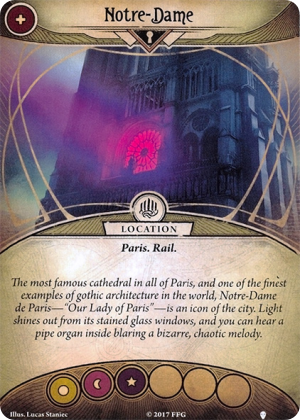 Notre-Dame
LOCATION
Paris. Rail.
The most famous cathedral in all of Paris, and one of the finest
examples of gothic architecture in the world, Notre-Dame
de Paris—"Our Lady of Paris"—is an icon of the city. Light
shines out from its stained glass windows, and you can hear a
pipe organ inside blaring a bizarre, chaotic melody.
Illus. Lucas Staniec
© 2017 FFG